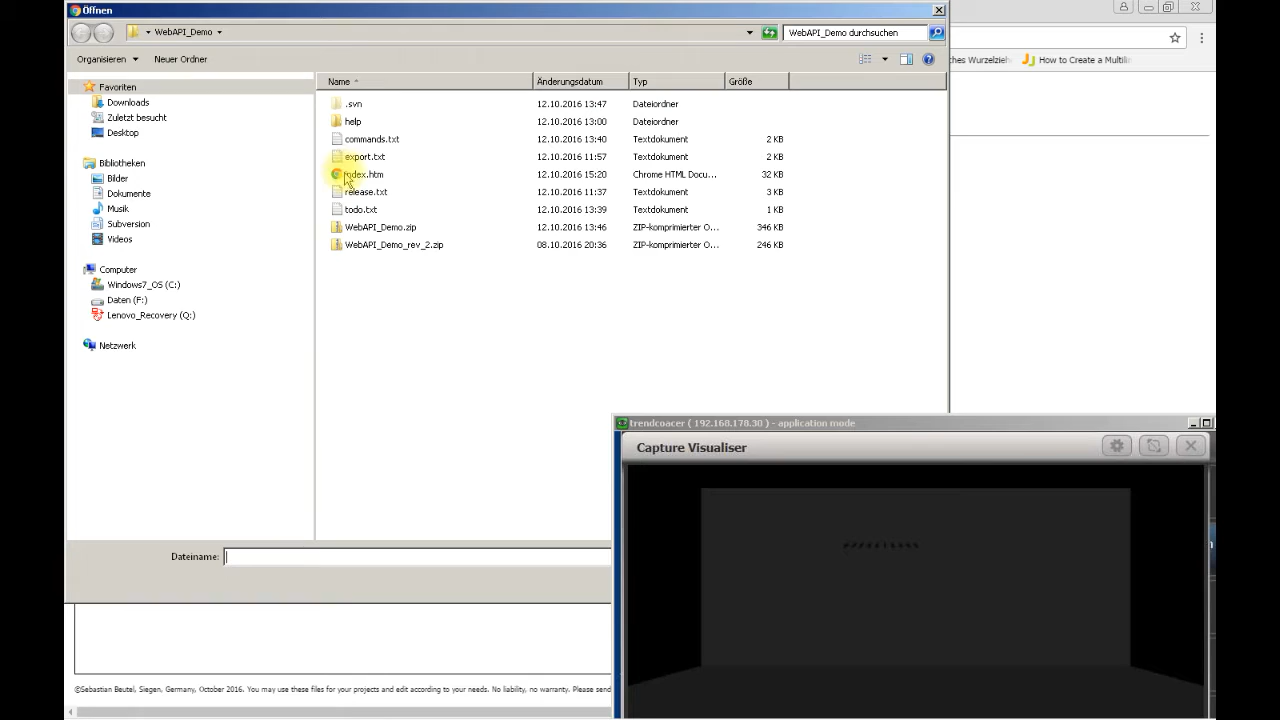 Öffnen
WebAPI_Demo
WebAPI_Demo durchsuchen
Organisieren
Neuer Ordner
How to Create a Multil
Favoriten
Downloads
Zuletzt besucht
Desktop
Bibliotheken
Bilder
Dokumente
Musik
Subversion
Videos
Computer
Windows7_OS (C:)
Daten (F:)
Lenovo_Recovery (Q:)
Netzwerk
Name Änderungsdatum Typ Größe
.svn 12.10.2016 13:47 Dateiordner
help 12.10.2016 13:00 Dateiordner
commands.txt 12.10.2016 13:40 Textdokument 2 KB
export.txt 12.10.2016 11:57 Textdokument 2 KB
index.htm 12.10.2016 15:20 Chrome HTML Docu... 32 KB
release.txt 12.10.2016 11:37 Textdokument 3 KB
todo.txt 12.10.2016 13:39 Textdokument 1 KB
WebAPI_Demo.zip 12.10.2016 13:46 ZIP-komprimierter O... 346 KB
WebAPI_Demo_rev_2.zip 08.10.2016 20:36 ZIP-komprimierter O... 246 KB
Dateiname:
trendcoacer ( 192.168.178.30 ) - application mode
Capture Visualiser
©Sebastian Beutel, Siegen, Germany, October 2016. You may use these files for your projects and edit according to your needs. No liability, no warranty. Please send